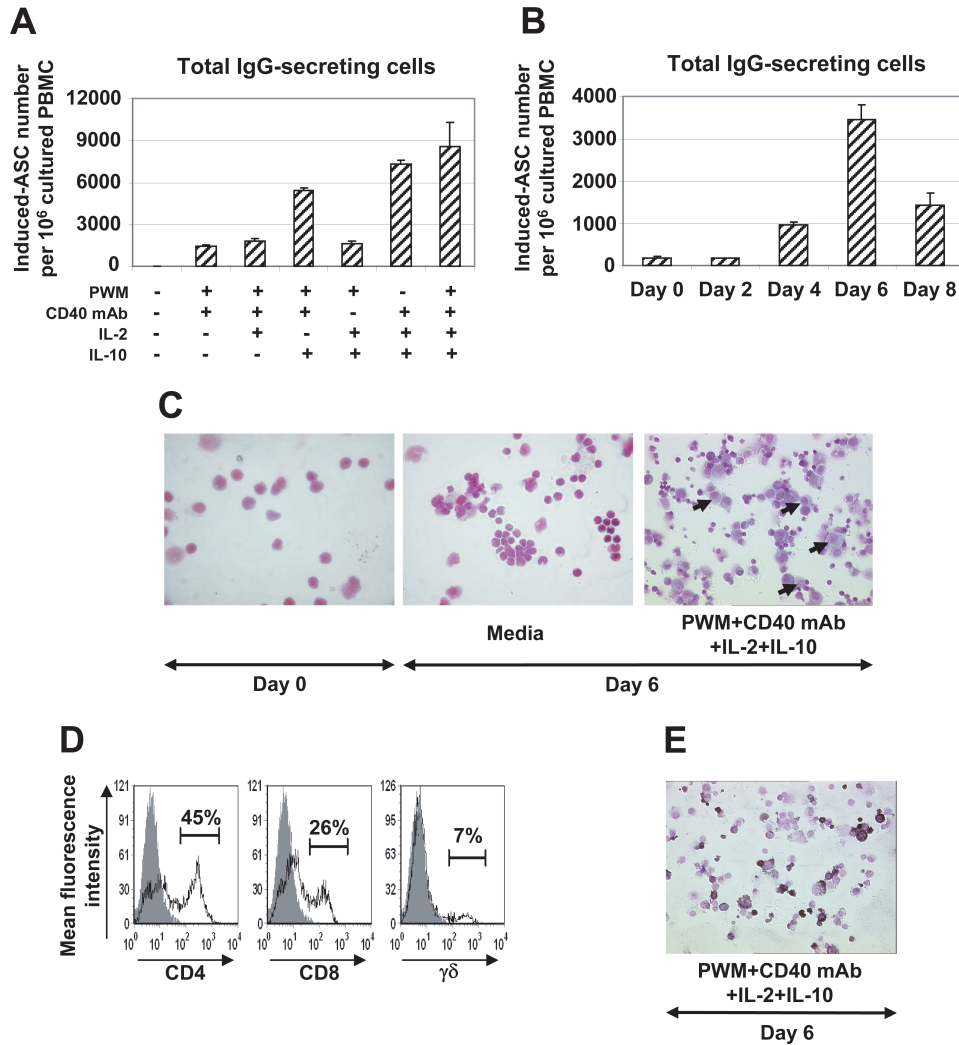 A
Total IgG-secreting cells
Induced-ASC number
per 10⁶ cultured PBMC
12000
9000
6000
3000
0
PWM - + + + + - +
CD40 mAb - + + + - + +
IL-2 - - + - + + +
IL-10 - - - + + + +
B
Total IgG-secreting cells
Induced-ASC number
per 10⁶ cultured PBMC
4000
3000
2000
1000
0
Day 0 Day 2 Day 4 Day 6 Day 8
C
Media
PWM+CD40 mAb
+IL-2+IL-10
Day 0
Day 6
D
Mean fluorescence
intensity
121
91
61
30
0
45%
10⁰ 10¹ 10² 10³ 10⁴
CD4
121
91
61
30
0
26%
10⁰ 10¹ 10² 10³ 10⁴
CD8
126
95
63
32
0
7%
10⁰ 10¹ 10² 10³ 10⁴
γδ
E
PWM+CD40 mAb
+IL-2+IL-10
Day 6